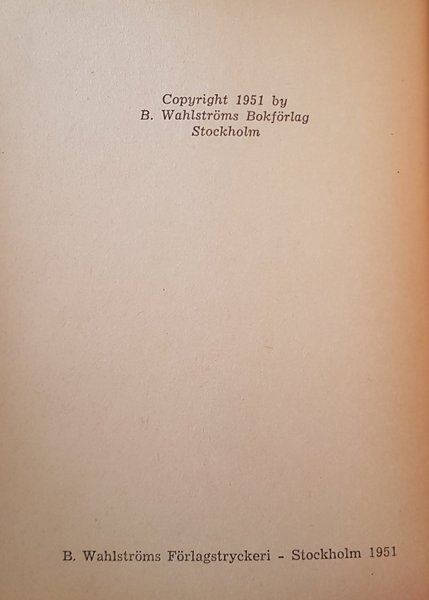 Copyright 1951 by
B. Wahlströms Bokförlag
Stockholm
B. Wahlströms Förlagstryckeri - Stockholm 1951